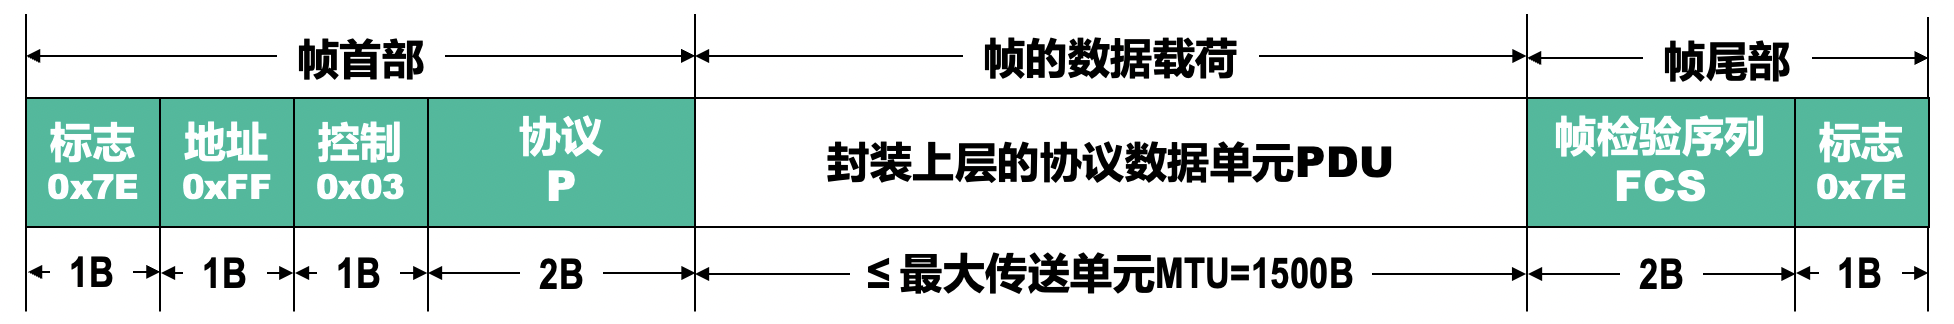 帧首部
帧的数据载荷
帧尾部
标志
0x7E
地址
0xFF
控制
0x03
协议
P
封装上层的协议数据单元PDU
帧检验序列
FCS
标志
0x7E
1B
1B
1B
2B
≤ 最大传送单元MTU=1500B
2B
1B